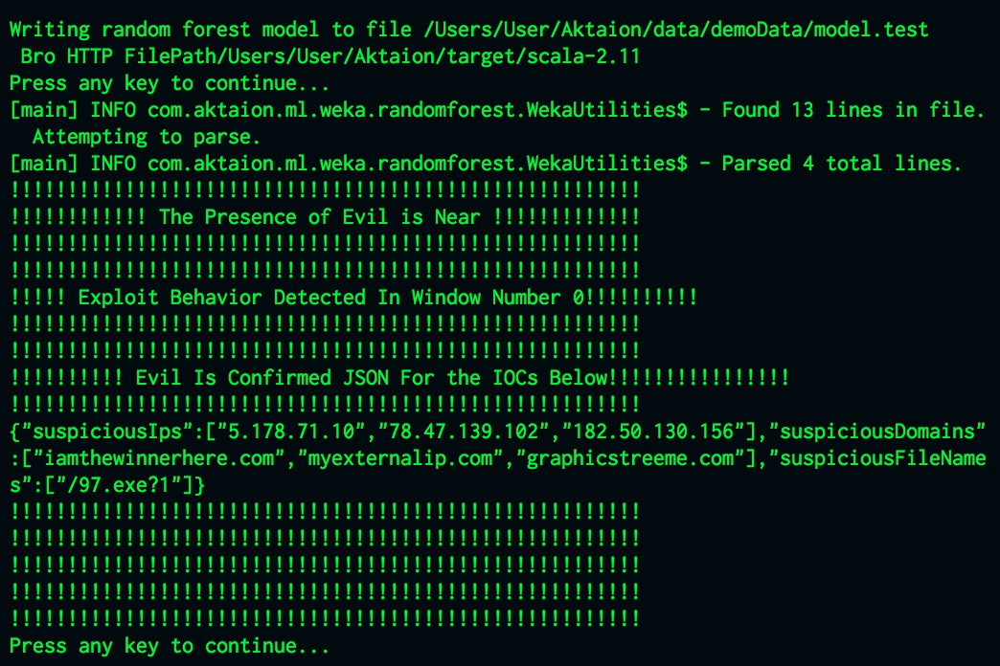 Writing random forest model to file /Users/User/Aktaion/data/demoData/model.test
Bro HTTP FilePath/Users/User/Aktaion/target/scala-2.11
Press any key to continue...
[main] INFO com.aktaion.ml.weka.randomforest.WekaUtilities$ - Found 13 lines in file.
Attempting to parse.
[main] INFO com.aktaion.ml.weka.randomforest.WekaUtilities$ - Parsed 4 total lines.
!!!!!!!!!!!!!!!!!!!!!!!!!!!!!!!!!!!!!!!!!!!!!!!!!!!!!!!
!!!!!!!!!!!! The Presence of Evil is Near !!!!!!!!!!!!!
!!!!!!!!!!!!!!!!!!!!!!!!!!!!!!!!!!!!!!!!!!!!!!!!!!!!!!!
!!!!!!!!!!!!!!!!!!!!!!!!!!!!!!!!!!!!!!!!!!!!!!!!!!!!!!!
!!!!! Exploit Behavior Detected In Window Number 0!!!!!!!!!!
!!!!!!!!!!!!!!!!!!!!!!!!!!!!!!!!!!!!!!!!!!!!!!!!!!!!!!!
!!!!!!!!!!!!!!!!!!!!!!!!!!!!!!!!!!!!!!!!!!!!!!!!!!!!!!!
!!!!!!!!!! Evil Is Confirmed JSON For the IOCs Below!!!!!!!!!!!!!!!!
!!!!!!!!!!!!!!!!!!!!!!!!!!!!!!!!!!!!!!!!!!!!!!!!!!!!!!!
{"suspiciousIps":["5.178.71.10","78.47.139.102","182.50.130.156"],"suspiciousDomains"
:["iamthewinnerhere.com","myexternalip.com","graphicstreeme.com"],"suspiciousFileName
s":["/97.exe?1"]}
!!!!!!!!!!!!!!!!!!!!!!!!!!!!!!!!!!!!!!!!!!!!!!!!!!!!!!!
!!!!!!!!!!!!!!!!!!!!!!!!!!!!!!!!!!!!!!!!!!!!!!!!!!!!!!!
!!!!!!!!!!!!!!!!!!!!!!!!!!!!!!!!!!!!!!!!!!!!!!!!!!!!!!!
!!!!!!!!!!!!!!!!!!!!!!!!!!!!!!!!!!!!!!!!!!!!!!!!!!!!!!!
!!!!!!!!!!!!!!!!!!!!!!!!!!!!!!!!!!!!!!!!!!!!!!!!!!!!!!!
Press any key to continue...